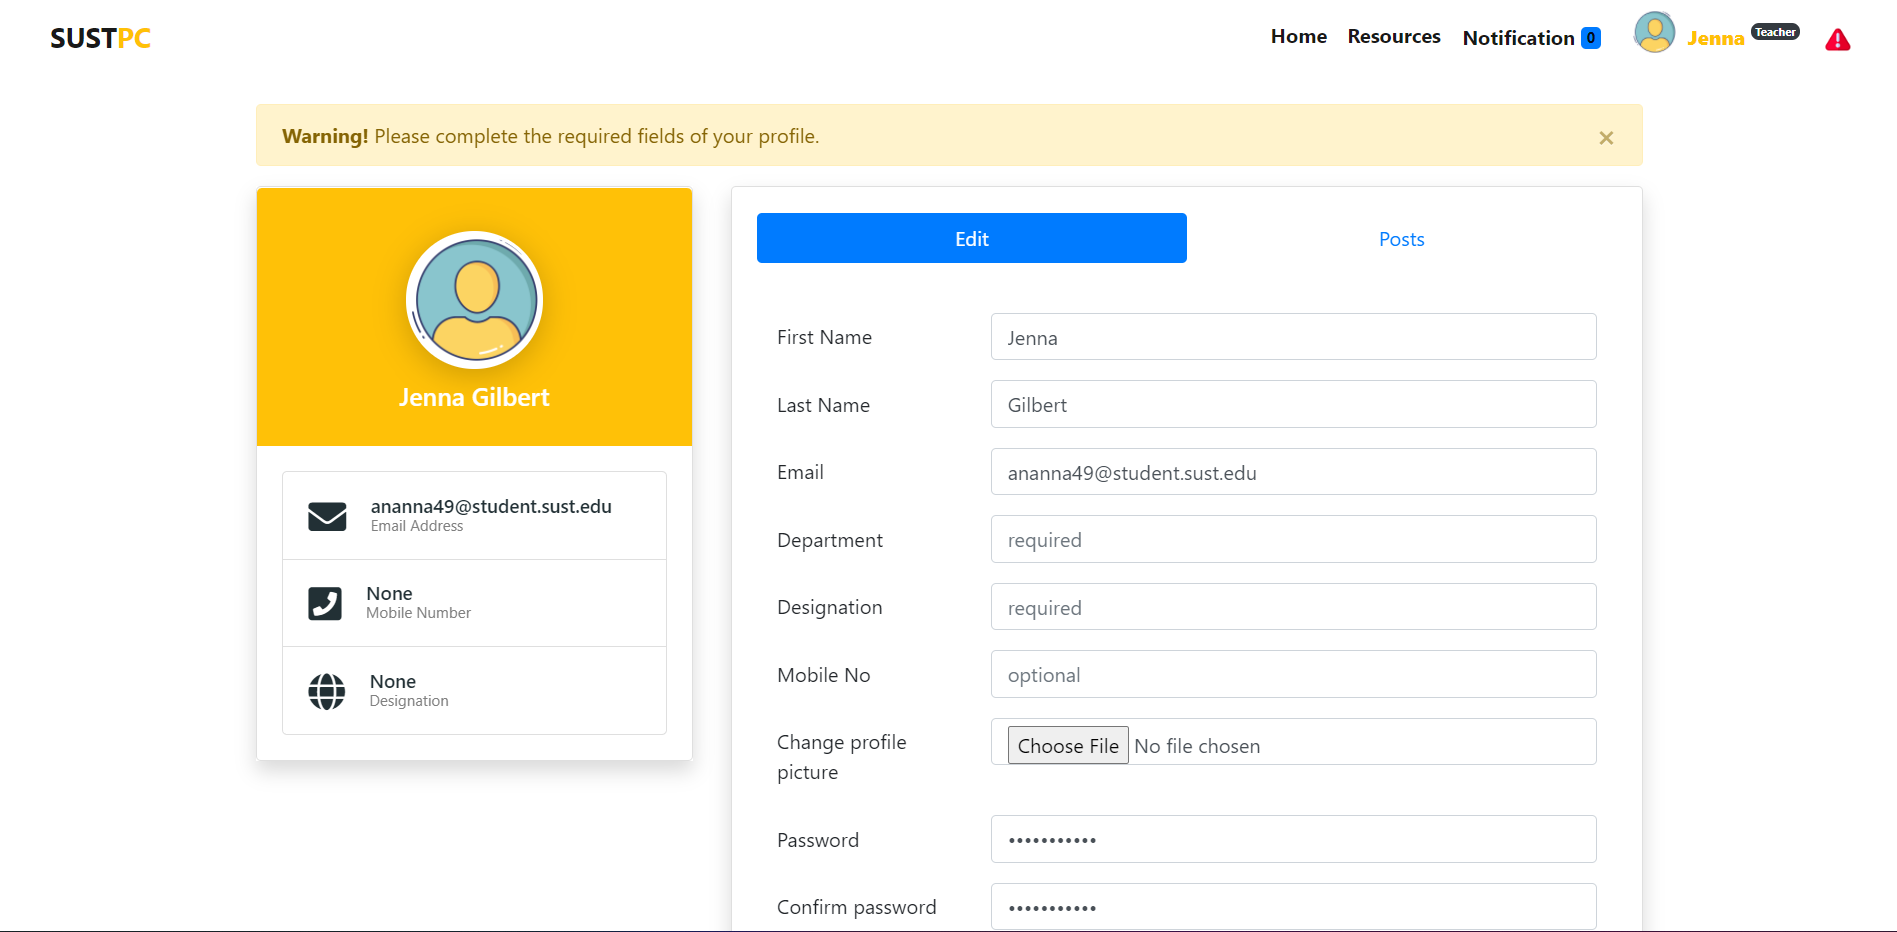 SUSTPC
Home Resources Notification 0 Jenna Teacher
Warning! Please complete the required fields of your profile. ×
Jenna Gilbert
ananna49@student.sust.edu
Email Address
None
Mobile Number
None
Designation
Edit Posts
First Name Jenna
Last Name Gilbert
Email ananna49@student.sust.edu
Department required
Designation required
Mobile No optional
Change profile
picture
Choose File No file chosen
Password •••••••••••
Confirm password •••••••••••